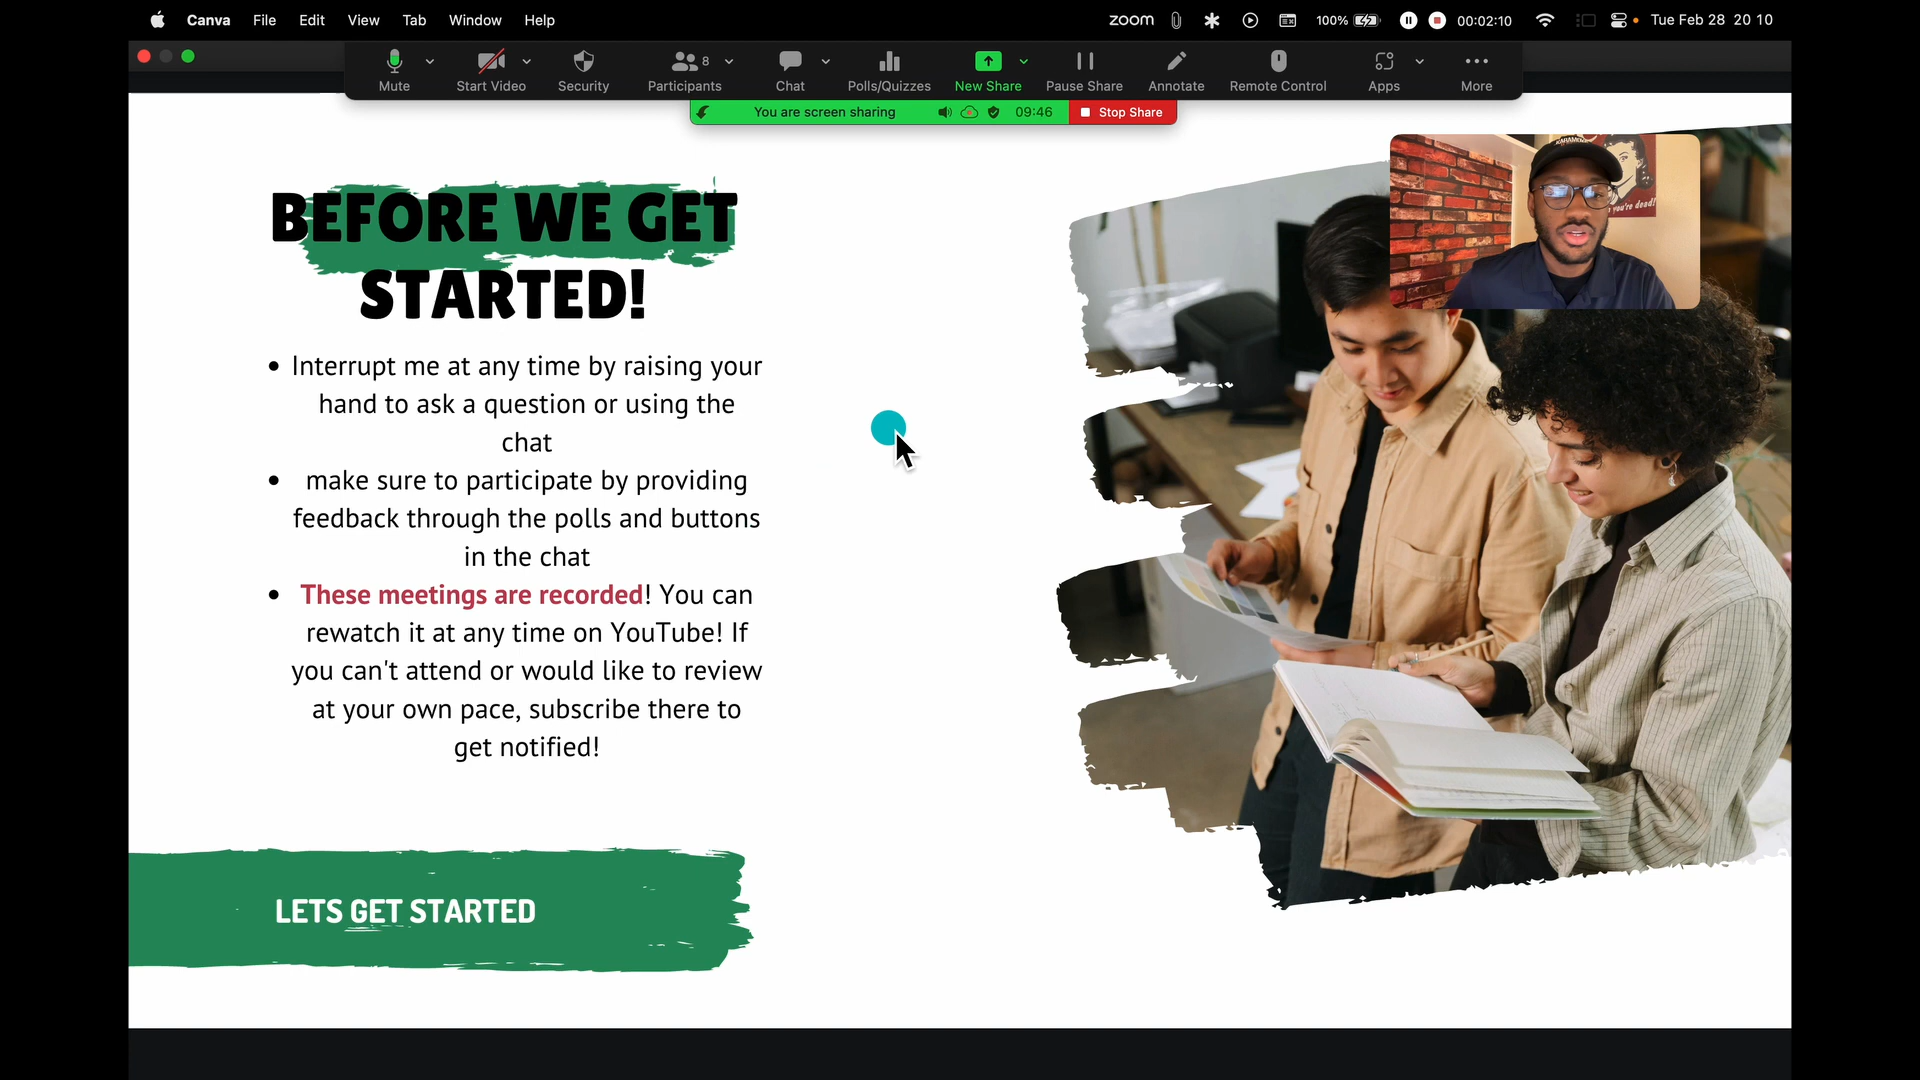 Canva File Edit View Tab Window Help
zoom 100% 00:02:10 Tue Feb 28 20 10
8
Mute Start Video Security Participants Chat Polls/Quizzes New Share Pause Share Annotate Remote Control Apps More
You are screen sharing 09:46 Stop Share
KARAMO
you're dead!
BEFORE WE GET
STARTED!
• Interrupt me at any time by raising your
hand to ask a question or using the
chat
• make sure to participate by providing
feedback through the polls and buttons
in the chat
• These meetings are recorded! You can
rewatch it at any time on YouTube! If
you can't attend or would like to review
at your own pace, subscribe there to
get notified!
LETS GET STARTED